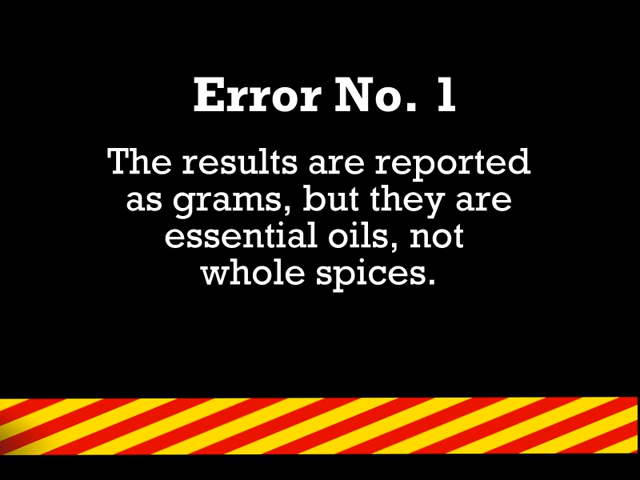 Error No. 1
The results are reported
as grams, but they are
essential oils, not
whole spices.